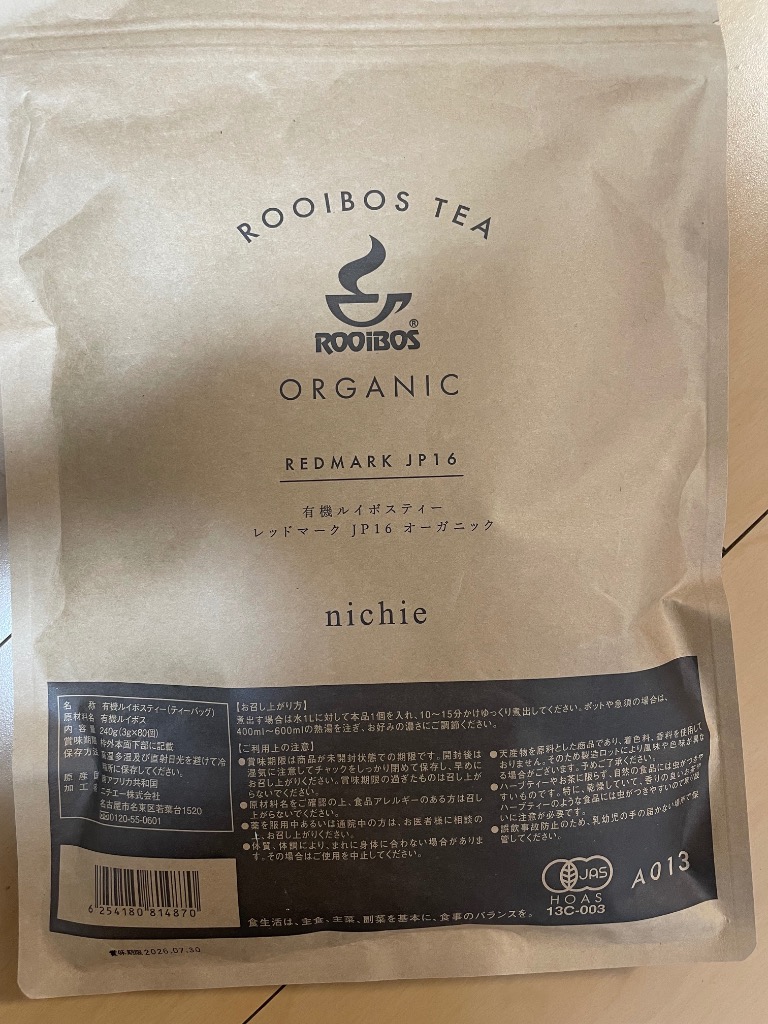 ROOIBOS TEA
ROOiBOS®
ORGANIC
REDMARK JP16
有機ルイボスティー
レッドマーク JP16 オーガニック
nichie
名 称 有機ルイボスティー(ティーバッグ)
原材料名 有機ルイボス
内容量 240g(3g×80個)
賞味期限 枠外本面下部に記載
保存方法 高温多湿及び直射日光を避けて冷
暗所に保存してください。
原産国 南アフリカ共和国
加工者 ニチエー株式会社
名古屋市名東区若葉台1520
0120-55-0601
【お召し上がり方】
煮出す場合は水1Lに対して本品1個を入れ、10〜15分かけゆっくり煮出してください。ポットや急須の場合は、
400ml〜600mlの熱湯を注ぎ、お好みの濃さにご調節ください。
【ご利用上の注意】
●賞味期限は商品が未開封状態での期限です。開封後は
湿気に注意してチャックをしっかり閉めて保存し、早めに
お召し上がりください。賞味期限の過ぎたものは召し上が
らないでください。
●原材料名をご確認の上、食品アレルギーのある方は召し
上がらないでください。
●薬を服用中あるいは通院中の方は、お医者様に相談の
上、お召し上がりください。
●体質、体調により、まれに身体に合わない場合がありま
す。その場合はご使用を中止してください。
●天産物を原料とした商品であり、着色料、香料を使用して
おりません。そのため製造ロットにより風味や色味が異な
る場合がございます。予めご了承ください。
●ハーブティーやお茶に限らず、自然の食品には虫がつきや
すいものです。特に、乾燥していて、香りの良いお茶や
ハーブティーのような食品には虫がつきやすいので取り扱
いに注意が必要です。
●誤飲事故防止のため、乳幼児の手の届かない場所で保
管してください。
JAS
HOAS
13C-003
A013
6 254180 814870
食生活は、主食・主菜、副菜を基本に、食事のバランスを。
賞味期限2026.07.30